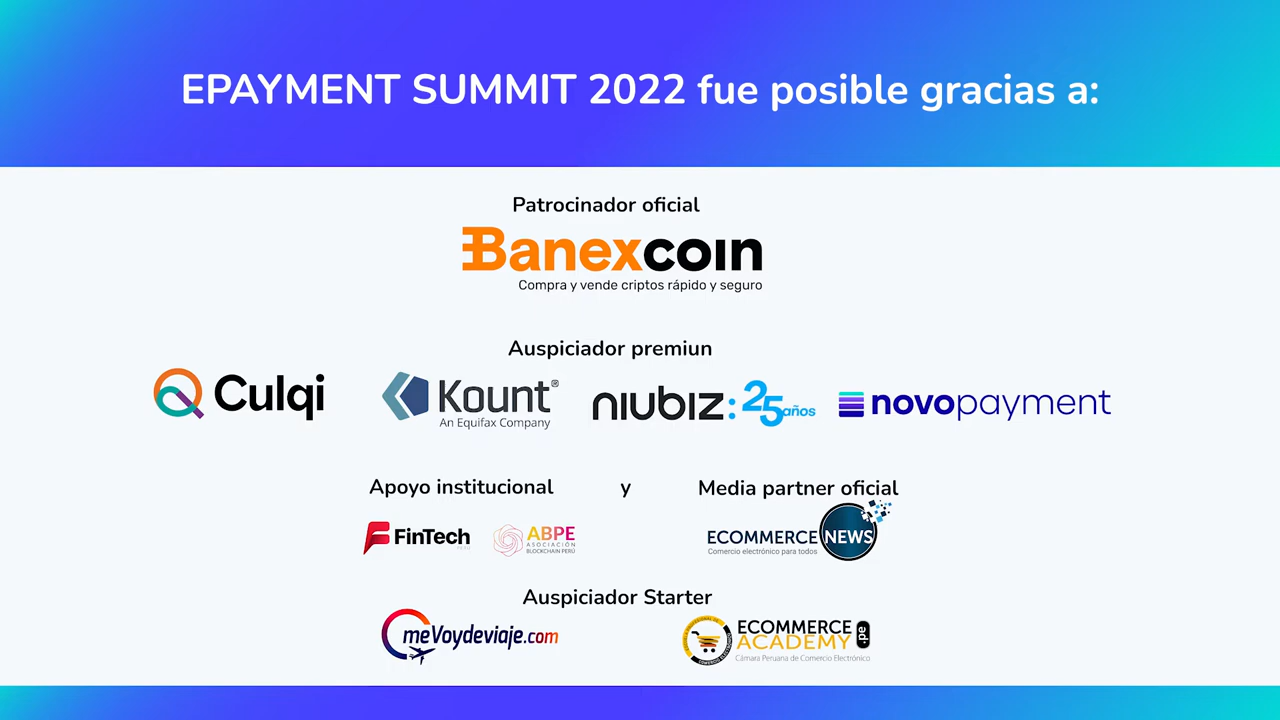 EPAYMENT SUMMIT 2022 fue posible gracias a:
Patrocinador oficial
Banexcoin
Compra y vende criptos rápido y seguro
Auspiciador premiun
Culqi
Kount®
An Equifax Company
niubiz: 25 años
novopayment
Apoyo institucional y Media partner oficial
FinTech
PERÚ
ABPE
ASOCIACIÓN
BLOCKCHAIN PERÚ
ECOMMERCE NEWS
Comercio electrónico para todos
Auspiciador Starter
meVoydeviaje.com
ECOMMERCE
ACADEMY .pe
Cámara Peruana de Comercio Electrónico